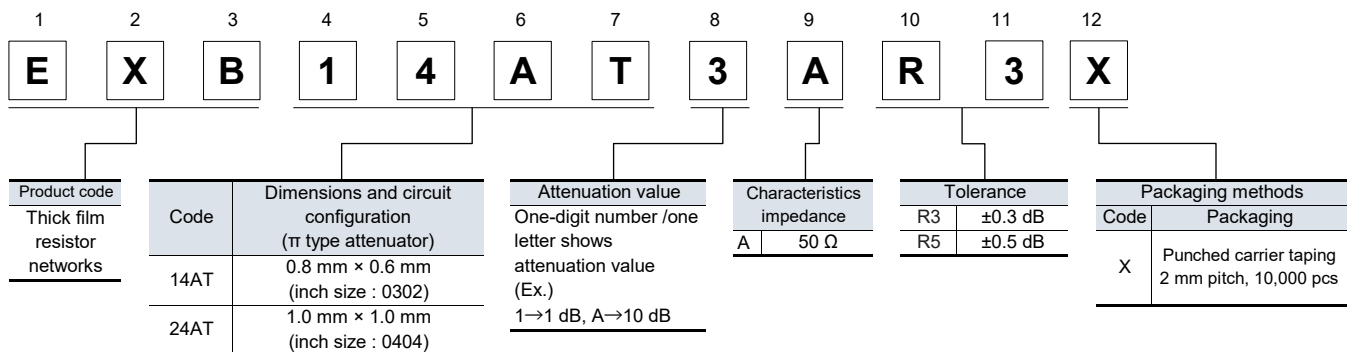 1 2 3 4 5 6 7 8 9 10 11 12
E X B 1 4 A T 3 A R 3 X
Product code
Thick film
resistor
networks
Code
Dimensions and circuit
configuration
(π type attenuator)
14AT
0.8 mm × 0.6 mm
(inch size : 0302)
24AT
1.0 mm × 1.0 mm
(inch size : 0404)
Attenuation value
One-digit number /one
letter shows
attenuation value
(Ex.)
1→1 dB, A→10 dB
Characteristics
impedance
A 50 Ω
Tolerance
R3 ±0.3 dB
R5 ±0.5 dB
Packaging methods
Code Packaging
X
Punched carrier taping
2 mm pitch, 10,000 pcs